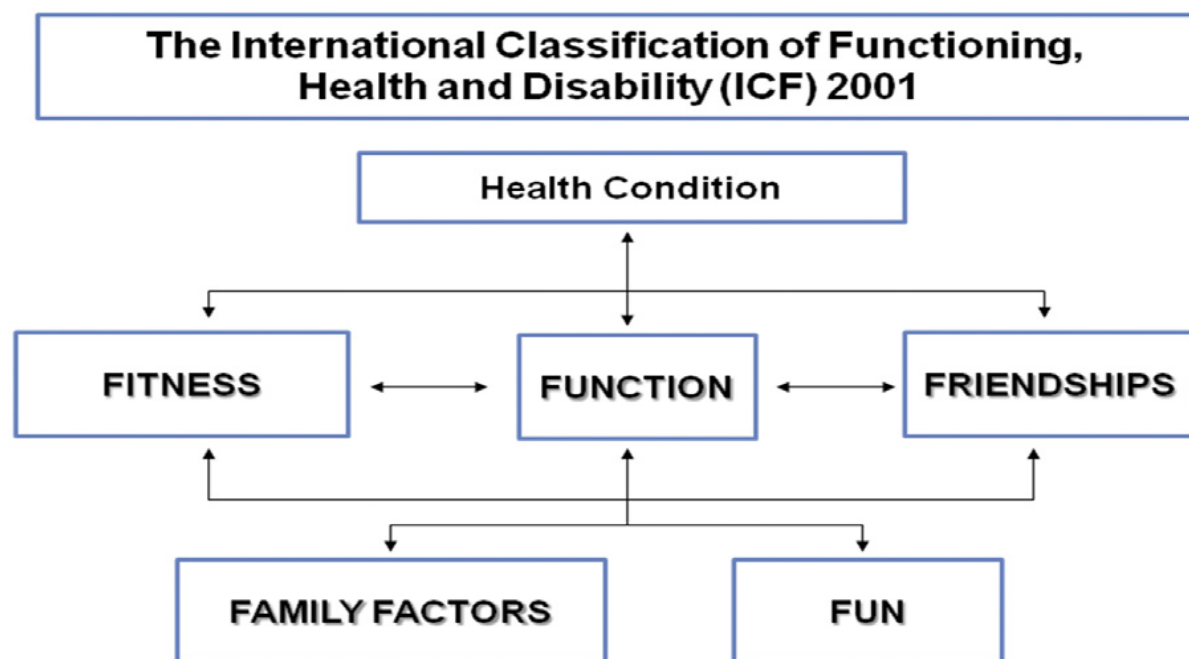 The International Classification of Functioning,
Health and Disability (ICF) 2001
Health Condition
FITNESS
FUNCTION
FRIENDSHIPS
FAMILY FACTORS
FUN